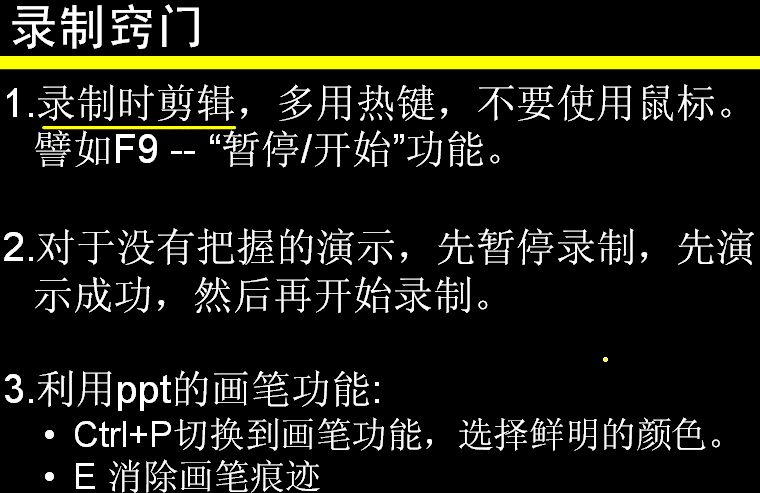 录制窍门
1.录制时剪辑，多用热键，不要使用鼠标。
譬如F9 -- “暂停/开始”功能。
2.对于没有把握的演示，先暂停录制，先演
示成功，然后再开始录制。
3.利用ppt的画笔功能:
• Ctrl+P切换到画笔功能，选择鲜明的颜色。
• E 消除画笔痕迹